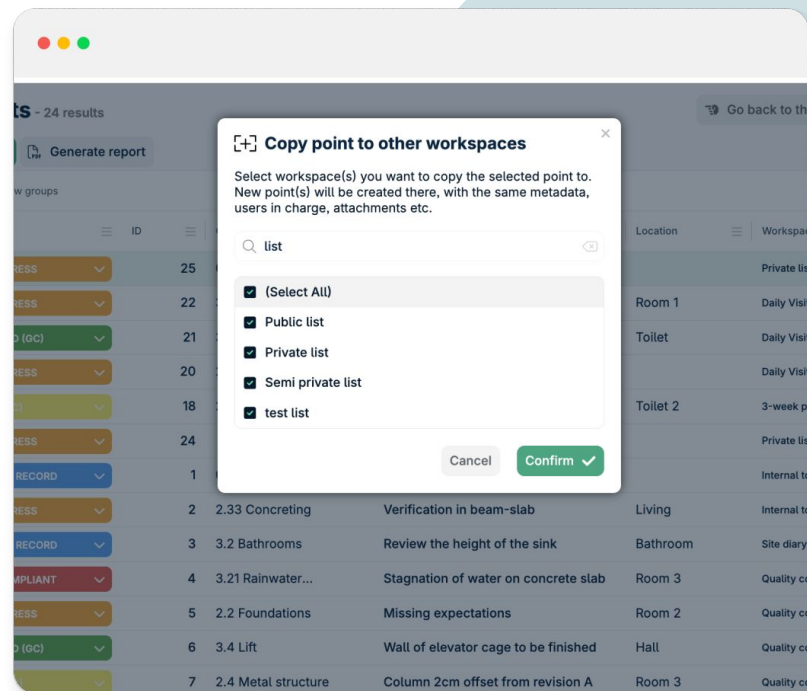 ts - 24 results
Go back to th
PDF Generate report
w groups
ID
Location
Workspac
RESS
25
Private lis
RESS
22
Room 1
Daily Visi
D (GC)
21
Toilet
Daily Visi
RESS
20
Daily Visi
18
Toilet 2
3-week p
RESS
24
Private lis
RECORD
1
Internal to
RESS
2
2.33 Concreting
Verification in beam-slab
Living
Internal to
RECORD
3
3.2 Bathrooms
Review the height of the sink
Bathroom
Site diary
MPLIANT
4
3.21 Rainwater...
Stagnation of water on concrete slab
Room 3
Quality co
RESS
5
2.2 Foundations
Missing expectations
Room 2
Quality co
D (GC)
6
3.4 Lift
Wall of elevator cage to be finished
Hall
Quality co
7
2.4 Metal structure
Column 2cm offset from revision A
Room 3
Quality co
[+] Copy point to other workspaces
Select workspace(s) you want to copy the selected point to.
New point(s) will be created there, with the same metadata,
users in charge, attachments etc.
list
(Select All)
Public list
Private list
Semi private list
test list
Cancel
Confirm